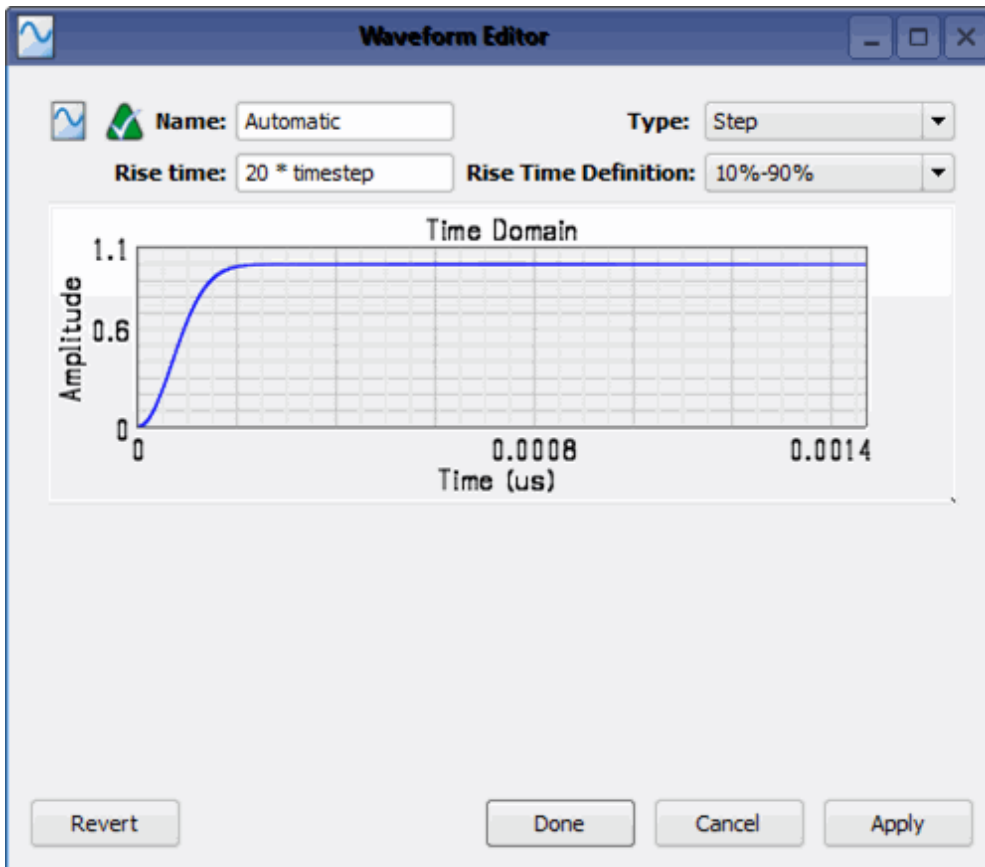 Waveform Editor
Name: Automatic Type: Step
Rise time: 20 * timestep Rise Time Definition: 10%-90%
Time Domain
1.1
Amplitude
0.6
0
0 0.0008 0.0014
Time (us)
Revert Done Cancel Apply